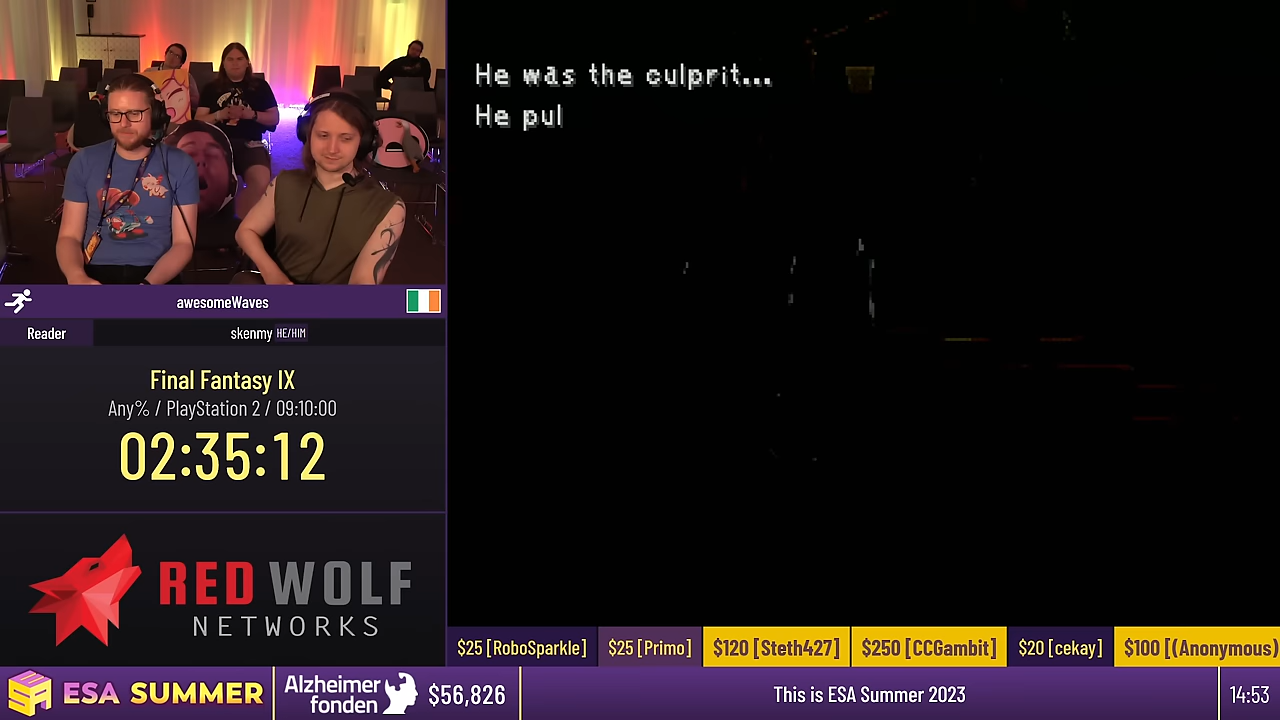 He was the culprit...
He pul
awesomeWaves
Reader
skenmy HE/HIM
Final Fantasy IX
Any% / PlayStation 2 / 09:10:00
02:35:12
RED WOLF
NETWORKS
$25 [RoboSparkle]
$25 [Primo]
$120 [Steth427]
$250 [CCGambit]
$20 [cekay]
$100 [(Anonymous)
ESA SUMMER
Alzheimer
fonden
$56,826
This is ESA Summer 2023
14:53